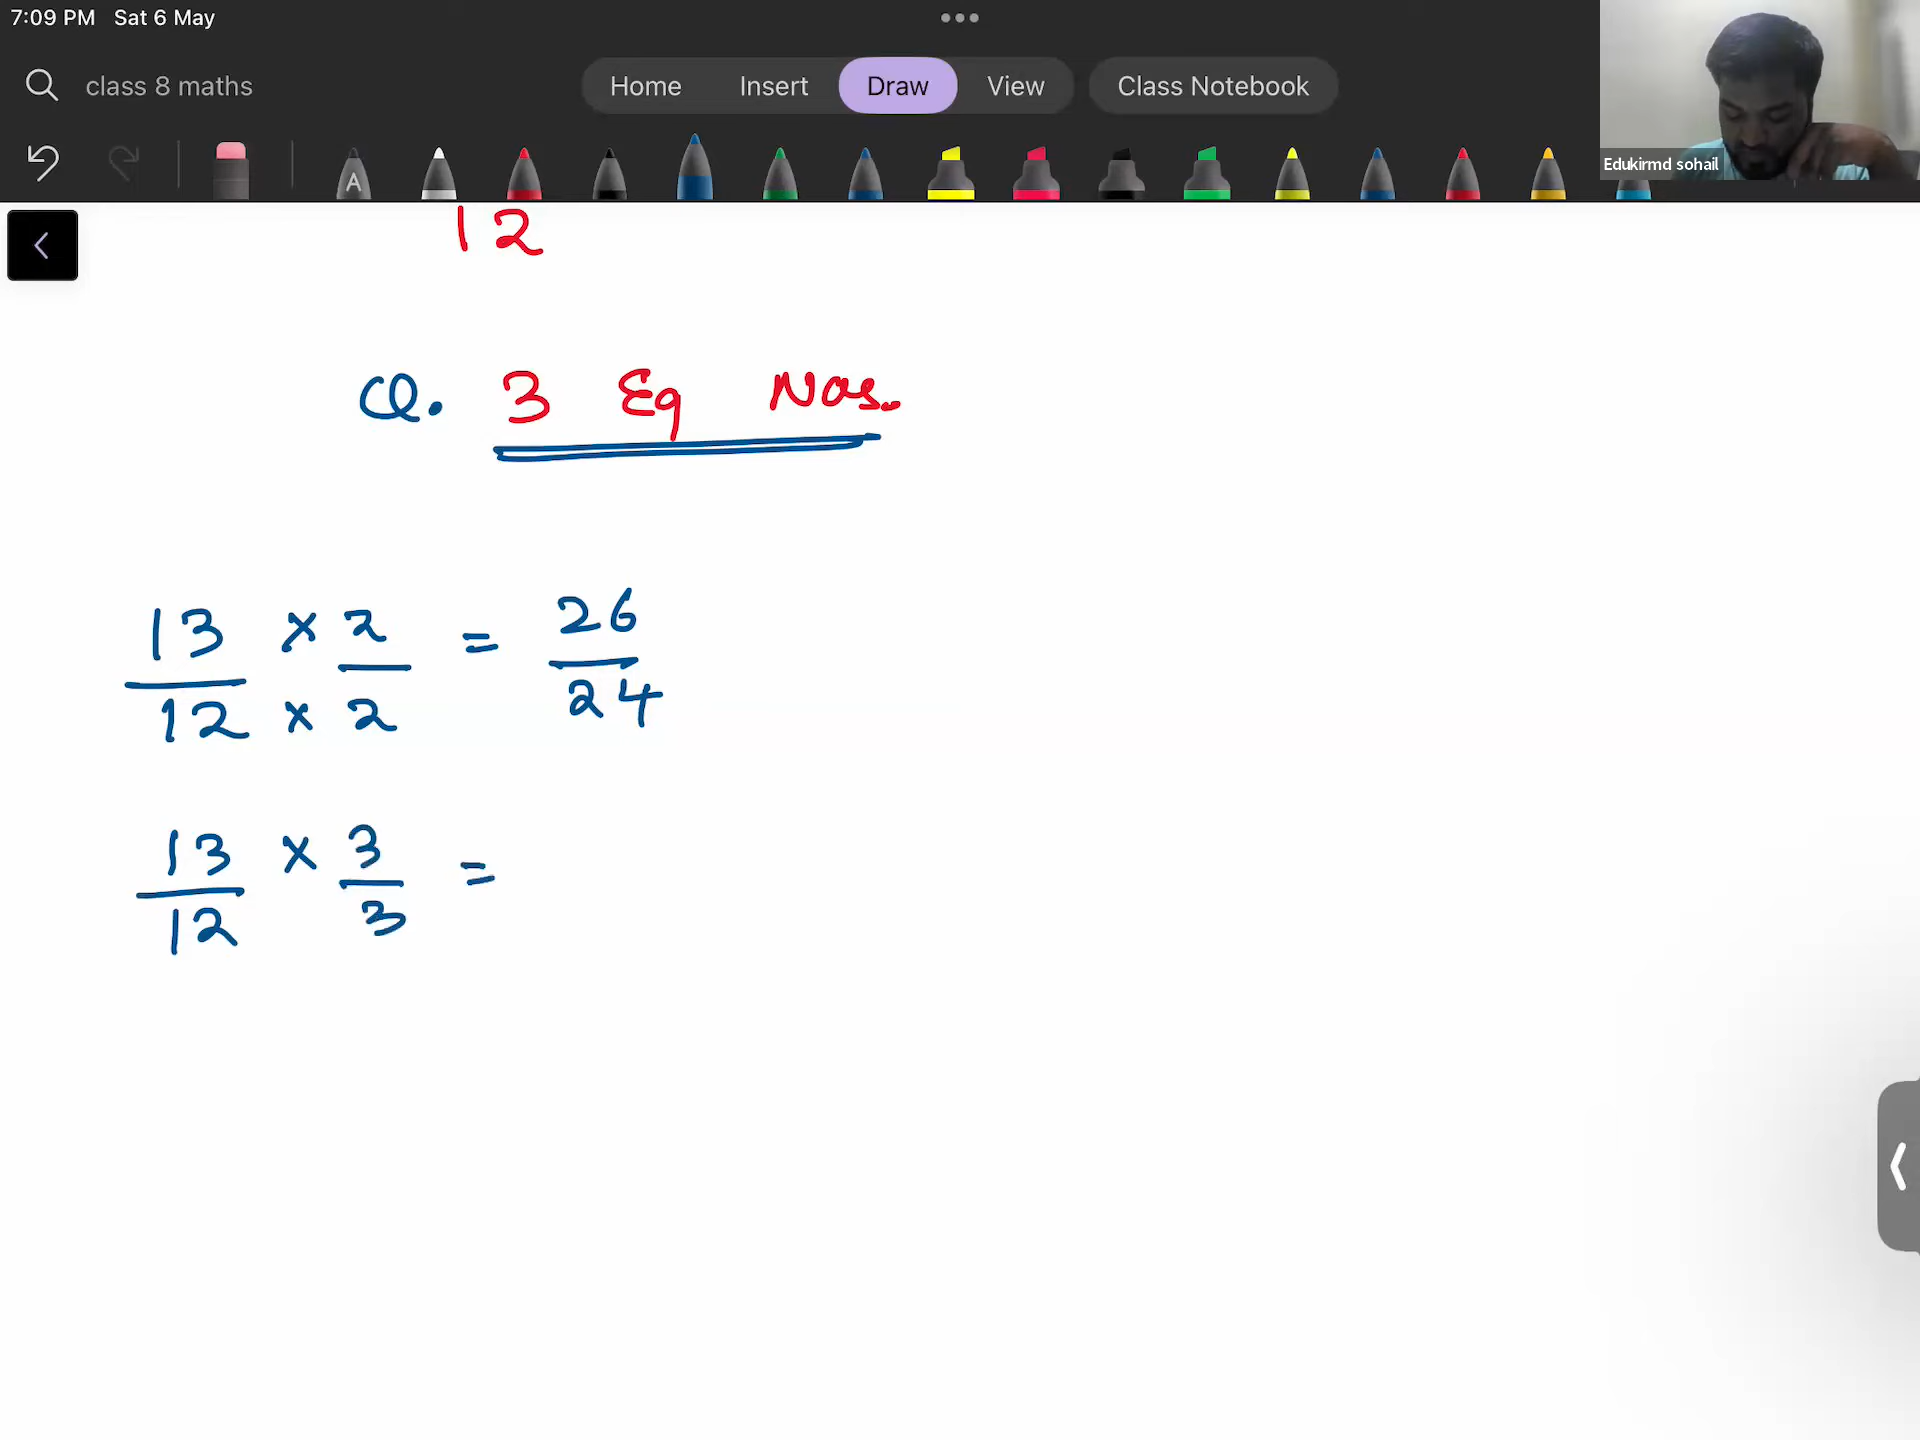 7:09 PM Sat 6 May
class 8 maths
Home Insert Draw View Class Notebook
A
Edukirmd sohail
12
Q. 3 Eq Nos.
13 × 2 = 26
12 × 2 24
13 × 3 =
12 3